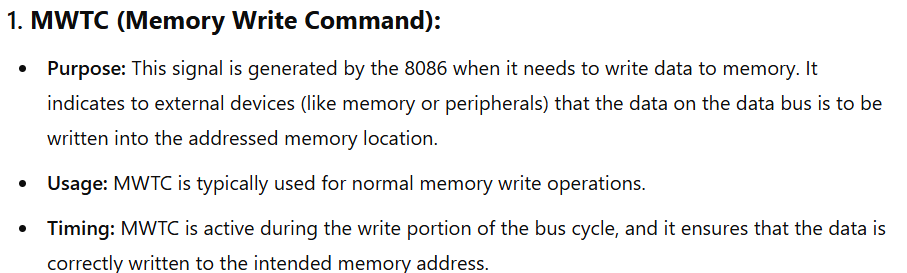 1. MWTC (Memory Write Command):
• Purpose: This signal is generated by the 8086 when it needs to write data to memory. It
indicates to external devices (like memory or peripherals) that the data on the data bus is to be
written into the addressed memory location.
• Usage: MWTC is typically used for normal memory write operations.
• Timing: MWTC is active during the write portion of the bus cycle, and it ensures that the data is
correctly written to the intended memory address.